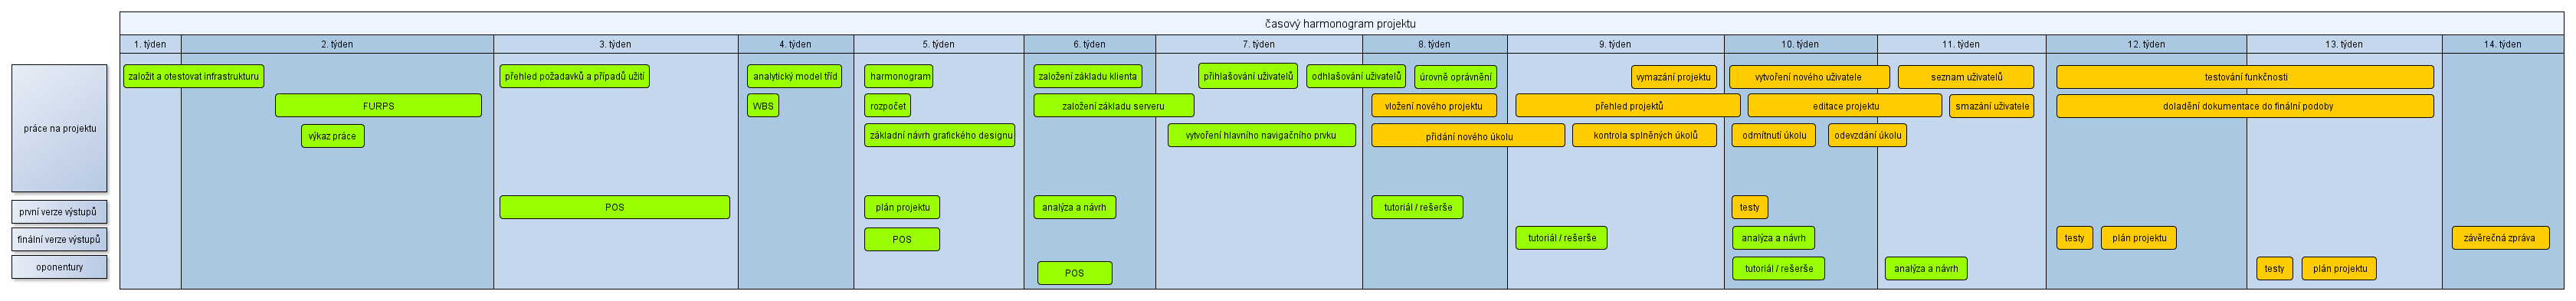 časový harmonogram projektu
1. týden 2. týden 3. týden 4. týden 5. týden 6. týden 7. týden 8. týden 9. týden 10. týden 11. týden 12. týden 13. týden 14. týden
založit a otestovat infrastrukturu přehled požadavků a případů užití analytický model tříd harmonogram založení základu klienta přihlašování uživatelů odhlašování uživatelů úrovně oprávnění vymazání projektu vytvoření nového uživatele seznam uživatelů testování funkčnosti
FURPS WBS rozpočet založení základu serveru vložení nového projektu přehled projektů editace projektu smazání uživatele doladění dokumentace do finální podoby
práce na projektu
výkaz práce základní návrh grafického designu vytvoření hlavního navigačního prvku přidání nového úkolu kontrola splněných úkolů odmítnutí úkolu odevzdání úkolu
první verze výstupů POS plán projektu analýza a návrh tutoriál / rešerše testy
finální verze výstupů POS tutoriál / rešerše analýza a návrh testy plán projektu závěrečná zpráva
oponentury POS tutoriál / rešerše analýza a návrh testy plán projektu